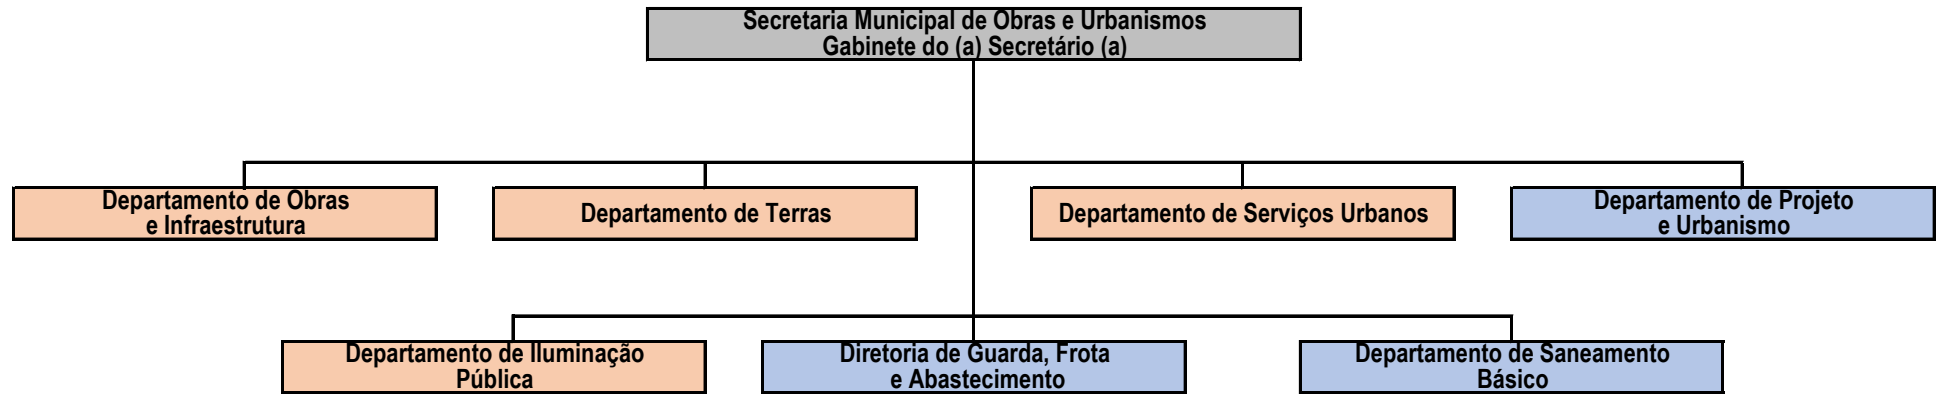 Secretaria Municipal de Obras e Urbanismos
Gabinete do (a) Secretário (a)
Departamento de Obras
e Infraestrutura
Departamento de Terras
Departamento de Serviços Urbanos
Departamento de Projeto
e Urbanismo
Departamento de Iluminação
Pública
Diretoria de Guarda, Frota
e Abastecimento
Departamento de Saneamento
Básico